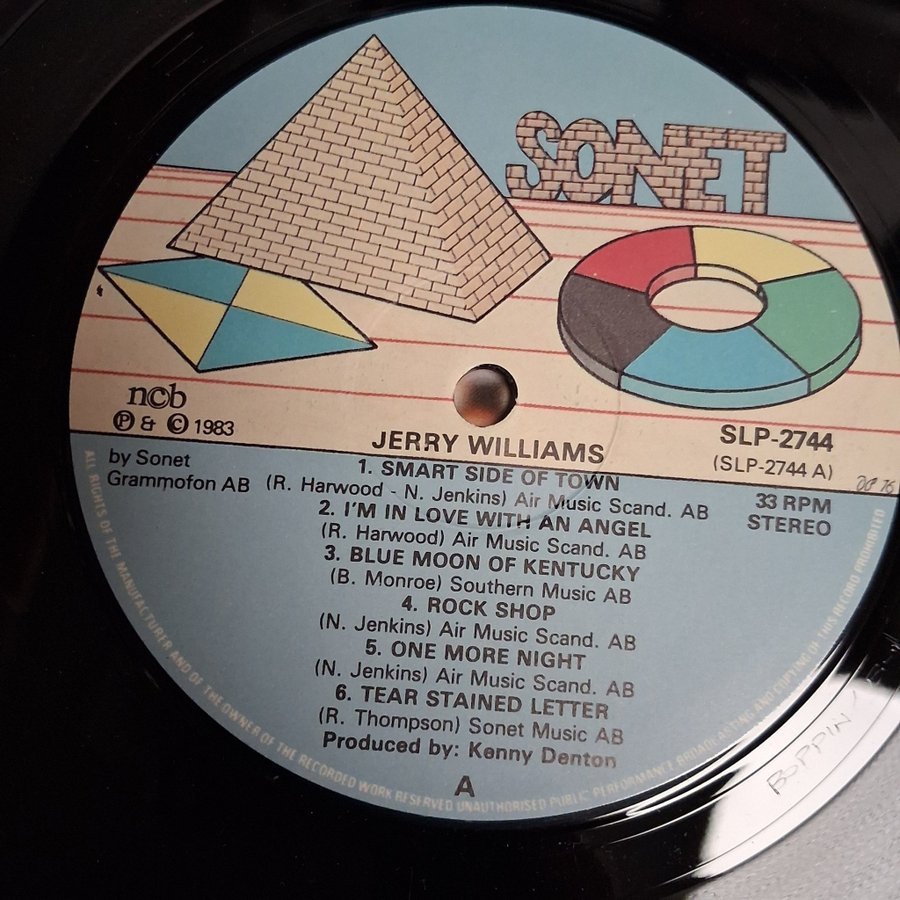 SONET
ncb
Ⓟ & © 1983
by Sonet
Grammofon AB
SLP-2744
(SLP-2744 A)
33 RPM
STEREO
JERRY WILLIAMS
1. SMART SIDE OF TOWN
(R. Harwood - N. Jenkins) Air Music Scand. AB
2. I'M IN LOVE WITH AN ANGEL
(R. Harwood) Air Music Scand. AB
3. BLUE MOON OF KENTUCKY
(B. Monroe) Southern Music AB
4. ROCK SHOP
(N. Jenkins) Air Music Scand. AB
5. ONE MORE NIGHT
(N. Jenkins) Air Music Scand. AB
6. TEAR STAINED LETTER
(R. Thompson) Sonet Music AB
Produced by: Kenny Denton
A
ALL RIGHTS OF THE MANUFACTURER AND OF THE OWNER OF THE RECORDED WORK RESERVED UNAUTHORISED PUBLIC PERFORMANCE BROADCASTING AND COPYING OF THIS RECORD PROHIBITED
BOPPIN'